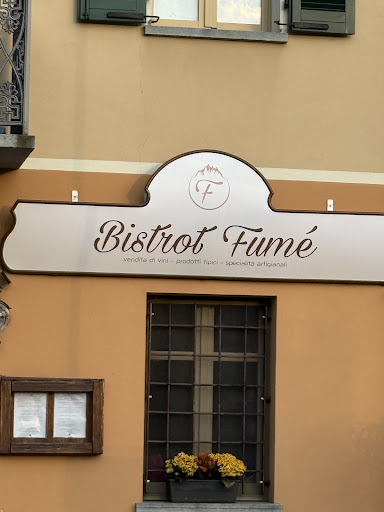 F
Bistrot Fumé
vendita di vini - prodotti tipici - specialità artigianali